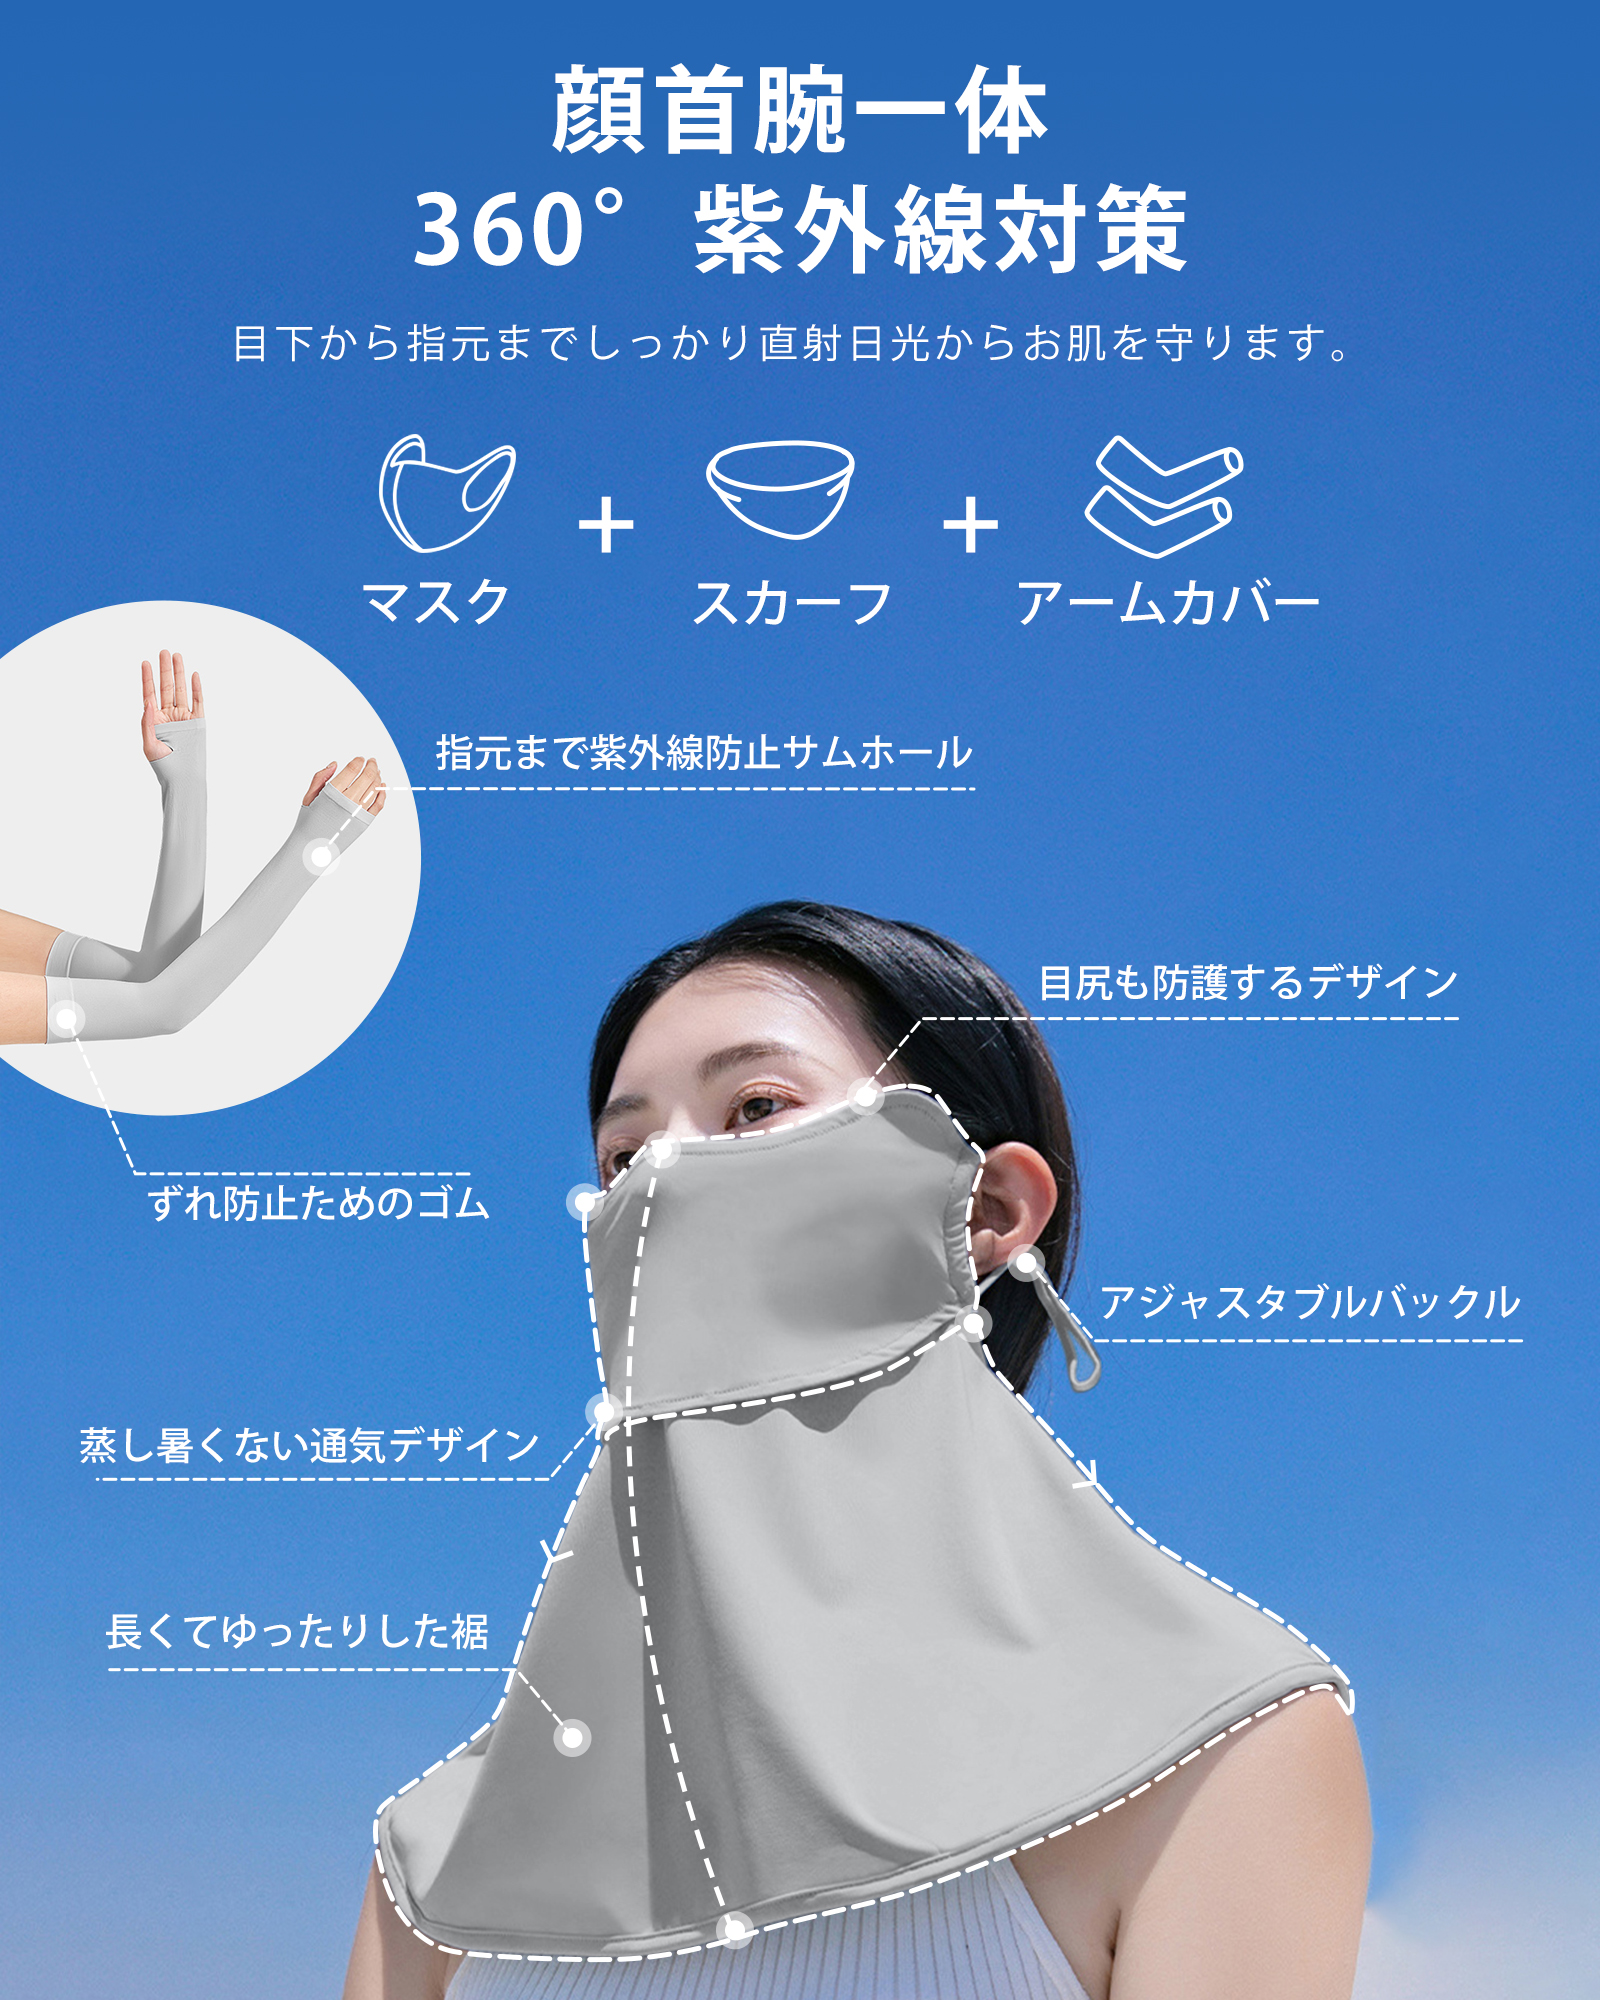 顔首腕一体
360° 紫外線対策
目下から指元までしっかり直射日光からお肌を守ります。
マスク + スカーフ + アームカバー
指元まで紫外線防止サムホール
目尻も防護するデザイン
ずれ防止ためのゴム
アジャスタブルバックル
蒸し暑くない通気デザイン
長くてゆったりした裾